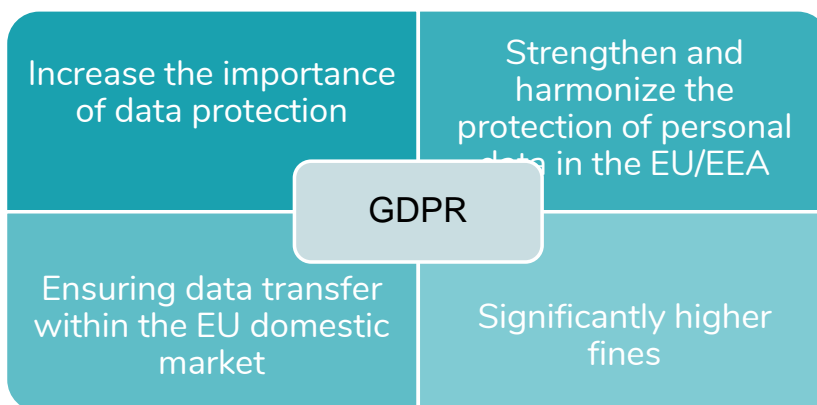 Increase the importance
of data protection
Strengthen and
harmonize the
protection of personal
data in the EU/EEA
GDPR
Ensuring data transfer
within the EU domestic
market
Significantly higher
fines